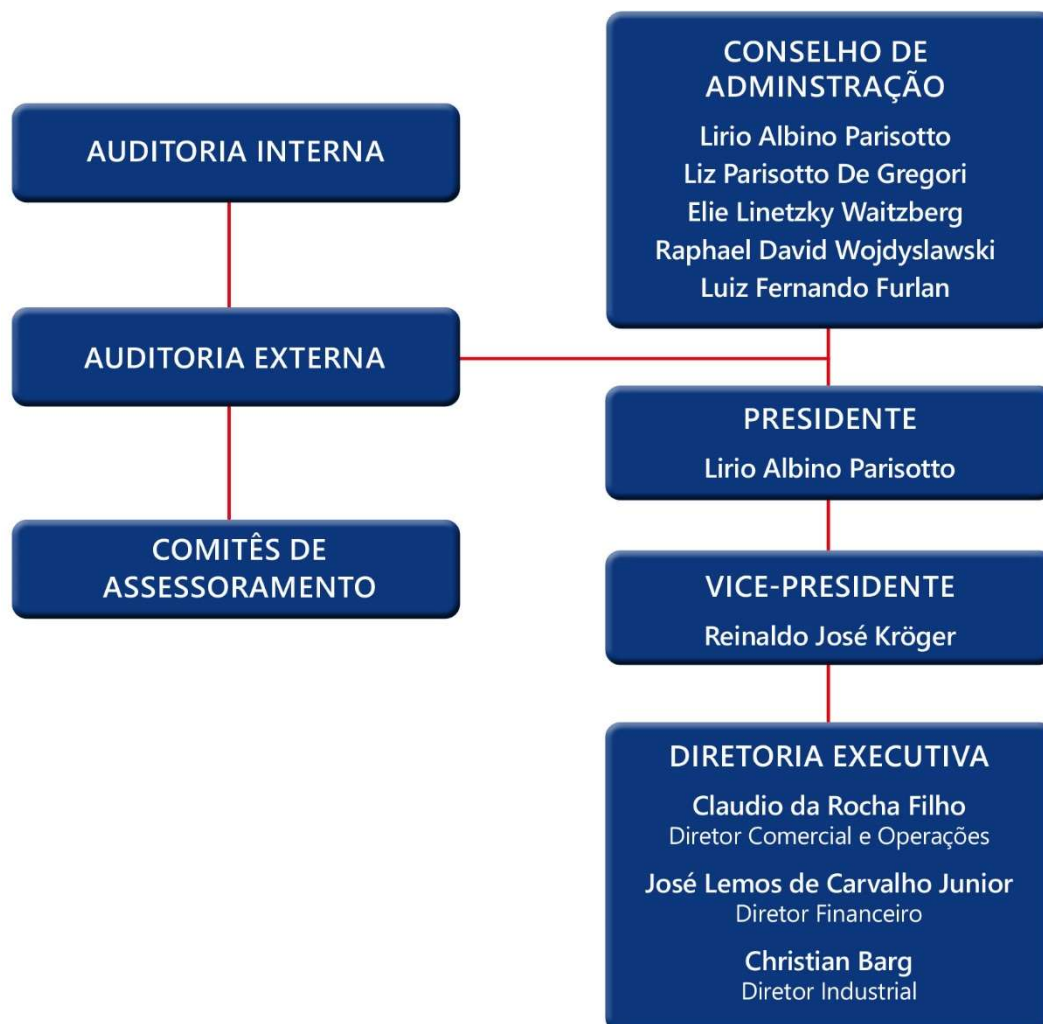 AUDITORIA INTERNA
AUDITORIA EXTERNA
COMITÊS DE
ASSESSORAMENTO
CONSELHO DE
ADMINSTRAÇÃO
Lirio Albino Parisotto
Liz Parisotto De Gregori
Elie Linetzky Waitzberg
Raphael David Wojdyslawski
Luiz Fernando Furlan
PRESIDENTE
Lirio Albino Parisotto
VICE-PRESIDENTE
Reinaldo José Kröger
DIRETORIA EXECUTIVA
Claudio da Rocha Filho
Diretor Comercial e Operações
José Lemos de Carvalho Junior
Diretor Financeiro
Christian Barg
Diretor Industrial